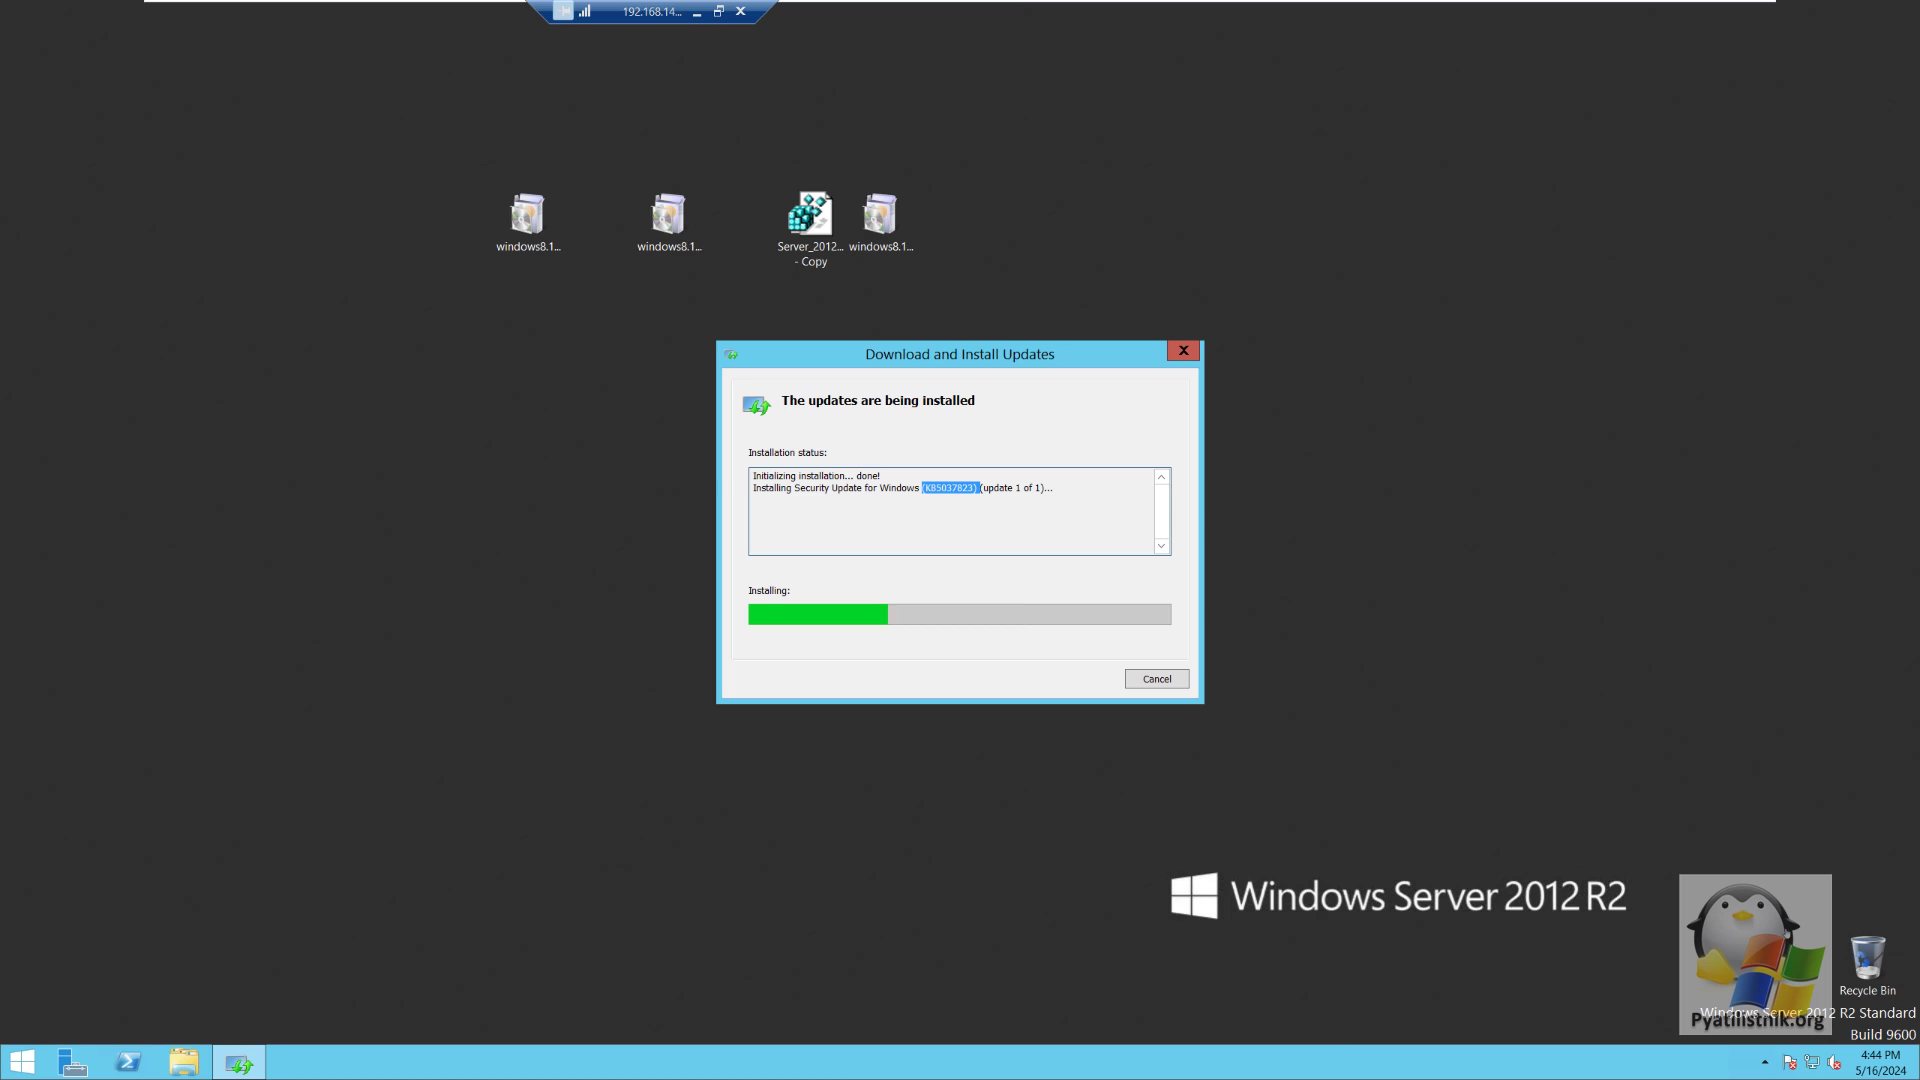 192.168.14...
windows8.1...
windows8.1...
Server_2012...
- Copy
windows8.1...
Download and Install Updates
The updates are being installed
Installation status:
Initializing installation... done!
Installing Security Update for Windows (KB5037823) (update 1 of 1)...
Installing:
Cancel
Windows Server 2012 R2
Recycle Bin
Windows Server 2012 R2 Standard
Pyatilistnik.org
Build 9600
4:44 PM
5/16/2024